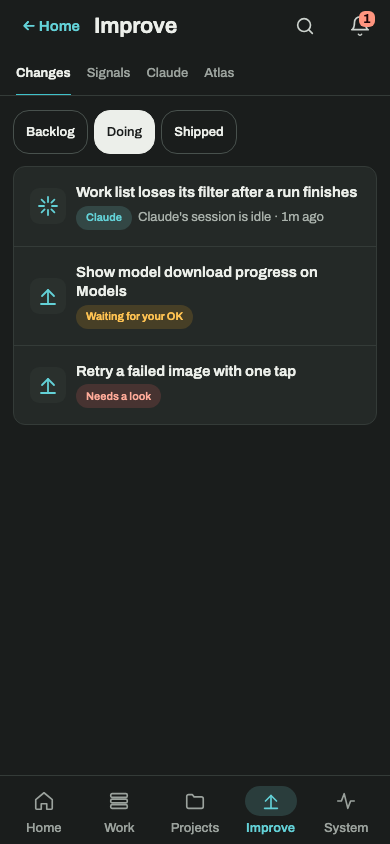 ← Home Improve 1
Changes Signals Claude Atlas
Backlog Doing Shipped
Work list loses its filter after a run finishes
Claude Claude's session is idle · 1m ago
Show model download progress on
Models
Waiting for your OK
Retry a failed image with one tap
Needs a look
Home Work Projects Improve System